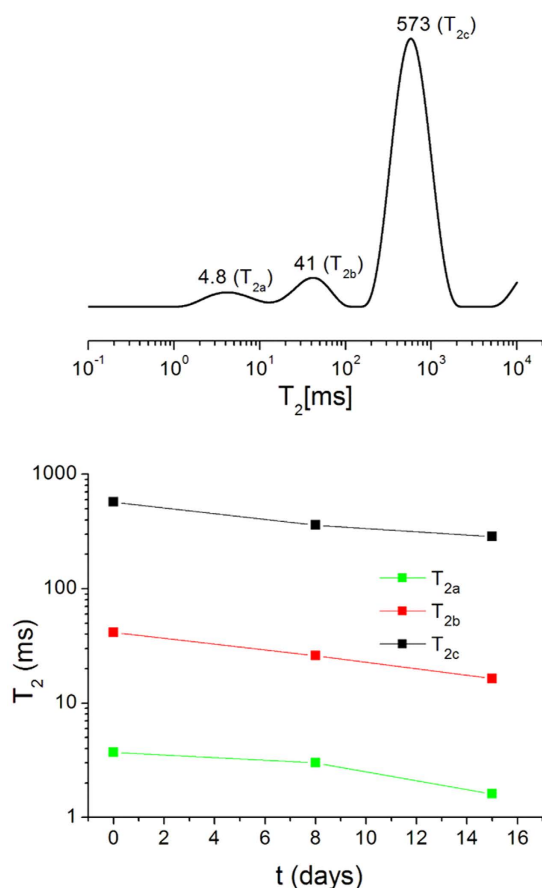 573 (T2c)
4.8 (T2a)
41 (T2b)
10-1 100 101 102 103 104
T2[ms]
1000
100
10
1
T2 (ms)
T2a
T2b
T2c
0 2 4 6 8 10 12 14 16
t (days)